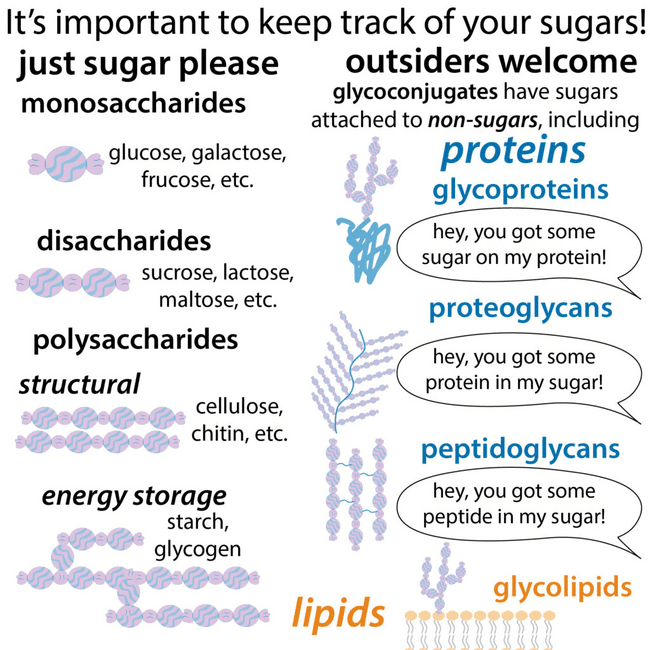 It's important to keep track of your sugars!
just sugar please
monosaccharides
glucose, galactose,
frucose, etc.
disaccharides
sucrose, lactose,
maltose, etc.
polysaccharides
structural
cellulose,
chitin, etc.
energy storage
starch,
glycogen
outsiders welcome
glycoconjugates have sugars
attached to non-sugars, including
proteins
glycoproteins
hey, you got some
sugar on my protein!
proteoglycans
hey, you got some
protein in my sugar!
peptidoglycans
hey, you got some
peptide in my sugar!
lipids
glycolipids